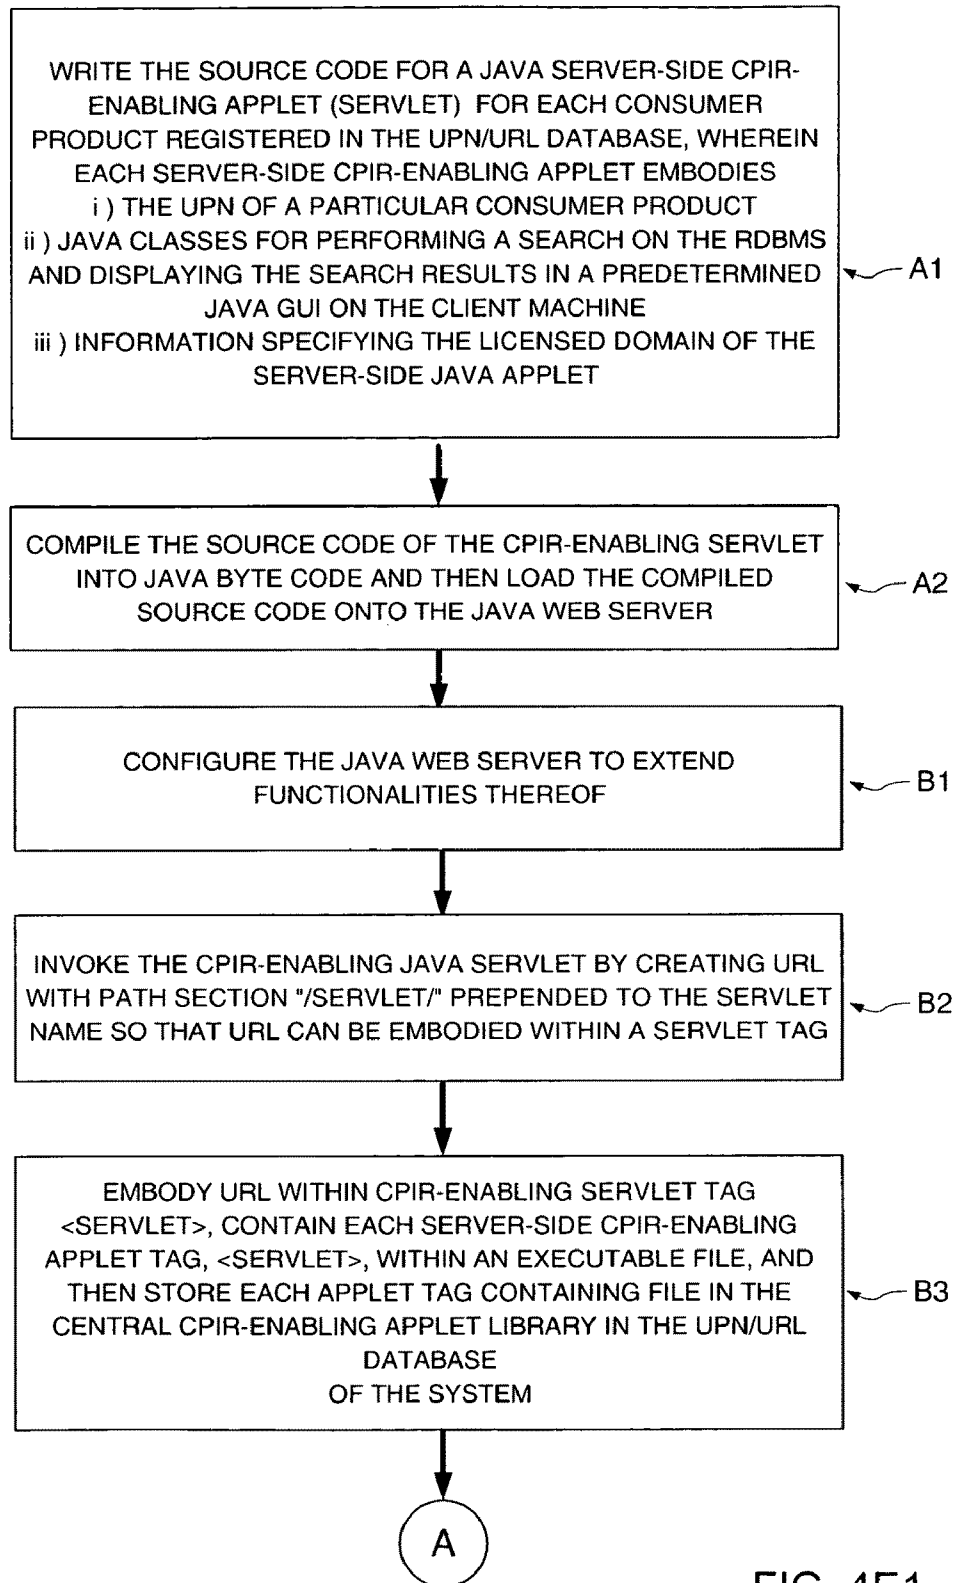 WRITE THE SOURCE CODE FOR A JAVA SERVER-SIDE CPIR-
ENABLING APPLET (SERVLET) FOR EACH CONSUMER
PRODUCT REGISTERED IN THE UPN/URL DATABASE, WHEREIN
EACH SERVER-SIDE CPIR-ENABLING APPLET EMBODIES
i ) THE UPN OF A PARTICULAR CONSUMER PRODUCT
ii ) JAVA CLASSES FOR PERFORMING A SEARCH ON THE RDBMS
AND DISPLAYING THE SEARCH RESULTS IN A PREDETERMINED
JAVA GUI ON THE CLIENT MACHINE
iii ) INFORMATION SPECIFYING THE LICENSED DOMAIN OF THE
SERVER-SIDE JAVA APPLET
A1
COMPILE THE SOURCE CODE OF THE CPIR-ENABLING SERVLET
INTO JAVA BYTE CODE AND THEN LOAD THE COMPILED
SOURCE CODE ONTO THE JAVA WEB SERVER
A2
CONFIGURE THE JAVA WEB SERVER TO EXTEND
FUNCTIONALITIES THEREOF
B1
INVOKE THE CPIR-ENABLING JAVA SERVLET BY CREATING URL
WITH PATH SECTION "/SERVLET/" PREPENDED TO THE SERVLET
NAME SO THAT URL CAN BE EMBODIED WITHIN A SERVLET TAG
B2
EMBODY URL WITHIN CPIR-ENABLING SERVLET TAG
<SERVLET>, CONTAIN EACH SERVER-SIDE CPIR-ENABLING
APPLET TAG, <SERVLET>, WITHIN AN EXECUTABLE FILE, AND
THEN STORE EACH APPLET TAG CONTAINING FILE IN THE
CENTRAL CPIR-ENABLING APPLET LIBRARY IN THE UPN/URL
DATABASE
OF THE SYSTEM
B3
A
FIG. 4E1